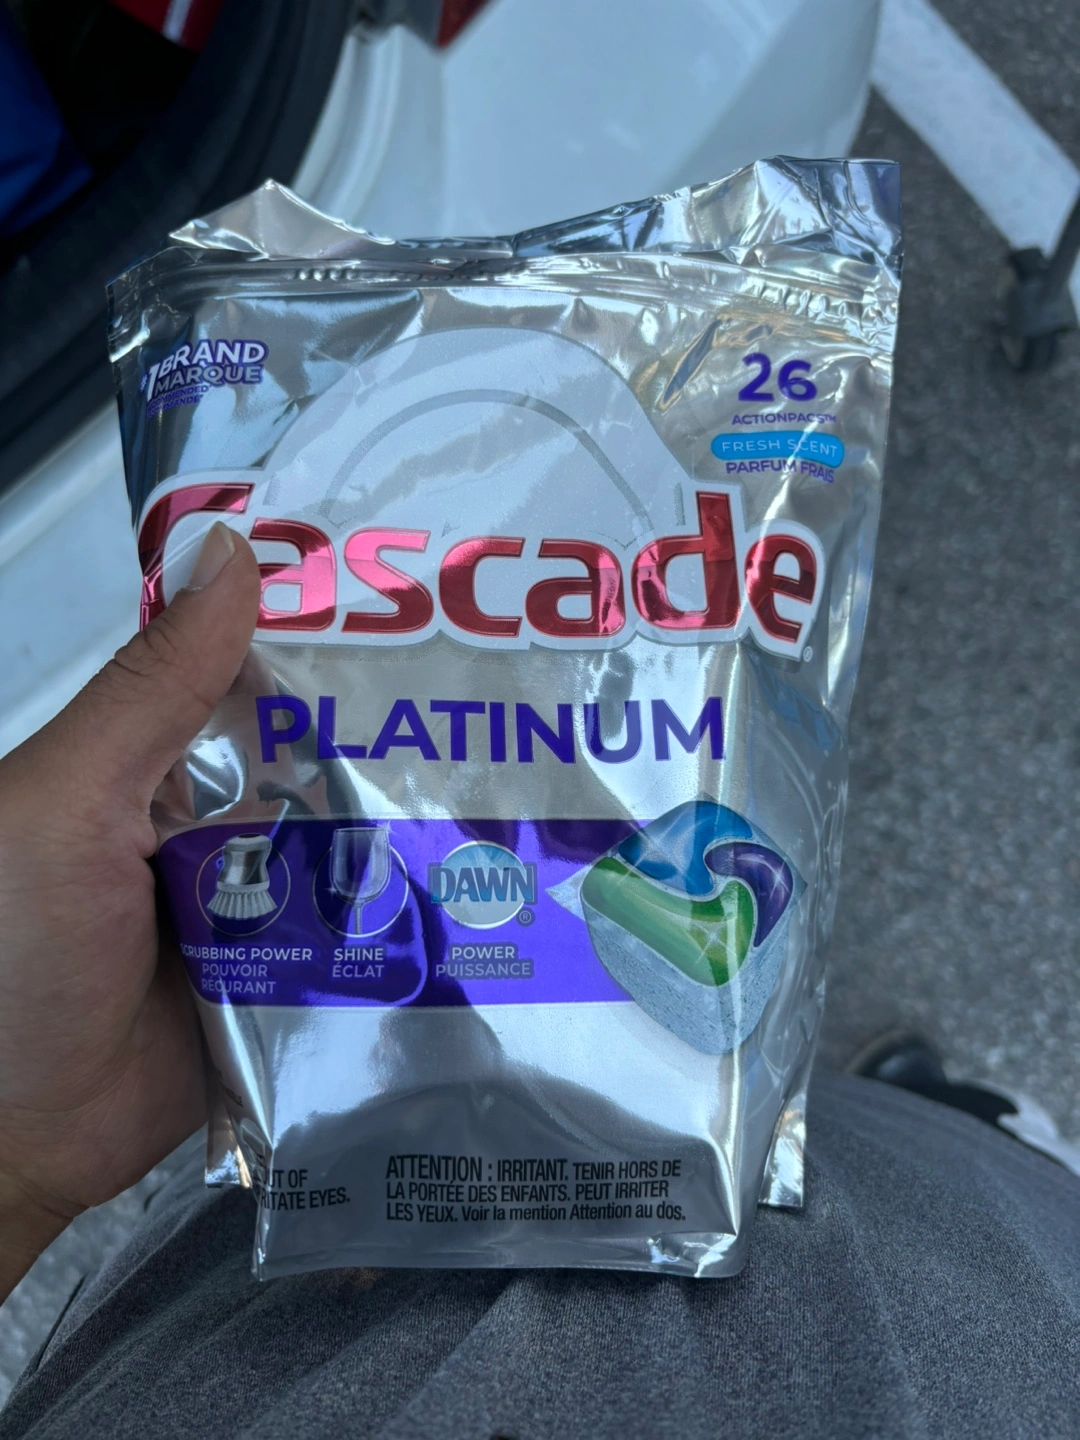 #1 BRAND
MARQUE
26
ACTIONPACS™
FRESH SCENT
PARFUM FRAIS
Cascade®
PLATINUM
SCRUBBING POWER
POUVOIR
RÉCURANT
SHINE
ÉCLAT
DAWN®
POWER
PUISSANCE
OUT OF
IRRITATE EYES.
ATTENTION : IRRITANT. TENIR HORS DE
LA PORTÉE DES ENFANTS. PEUT IRRITER
LES YEUX. Voir la mention Attention au dos.